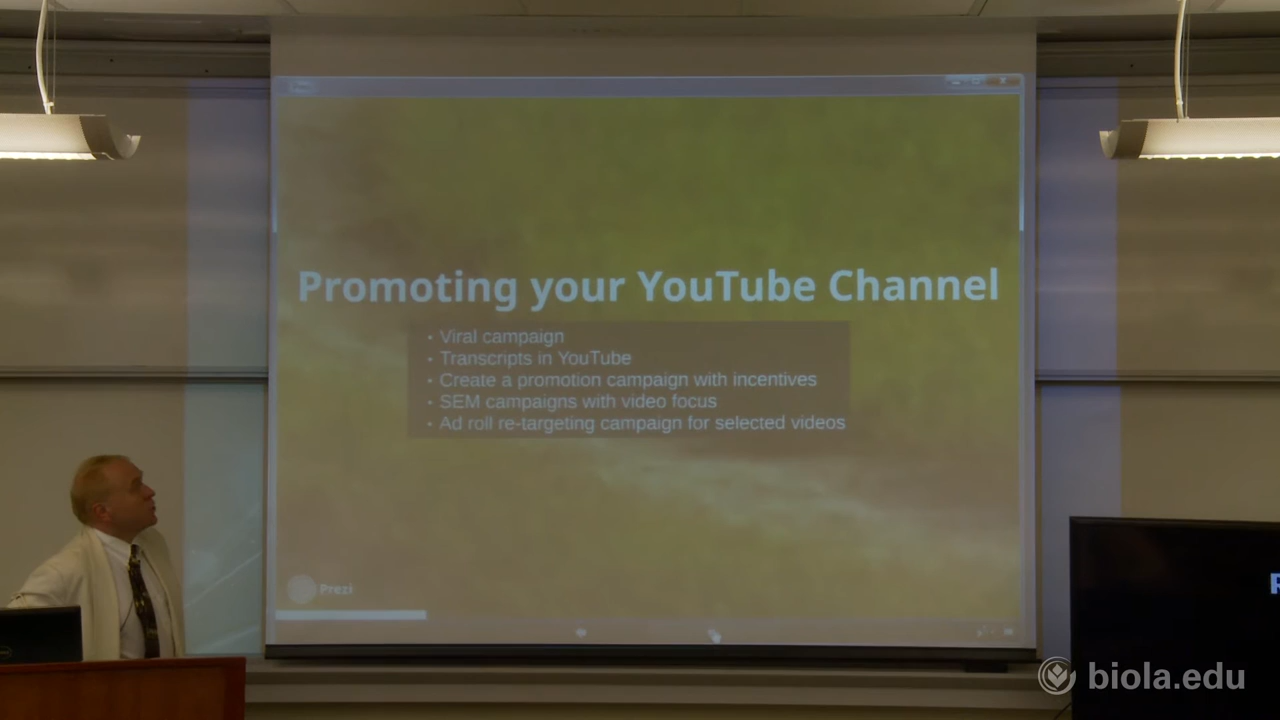 Promoting your YouTube Channel
• Viral campaign
• Transcripts in YouTube
• Create a promotion campaign with incentives
• SEM campaigns with video focus
• Ad roll re-targeting campaign for selected videos
Prezi
biola.edu